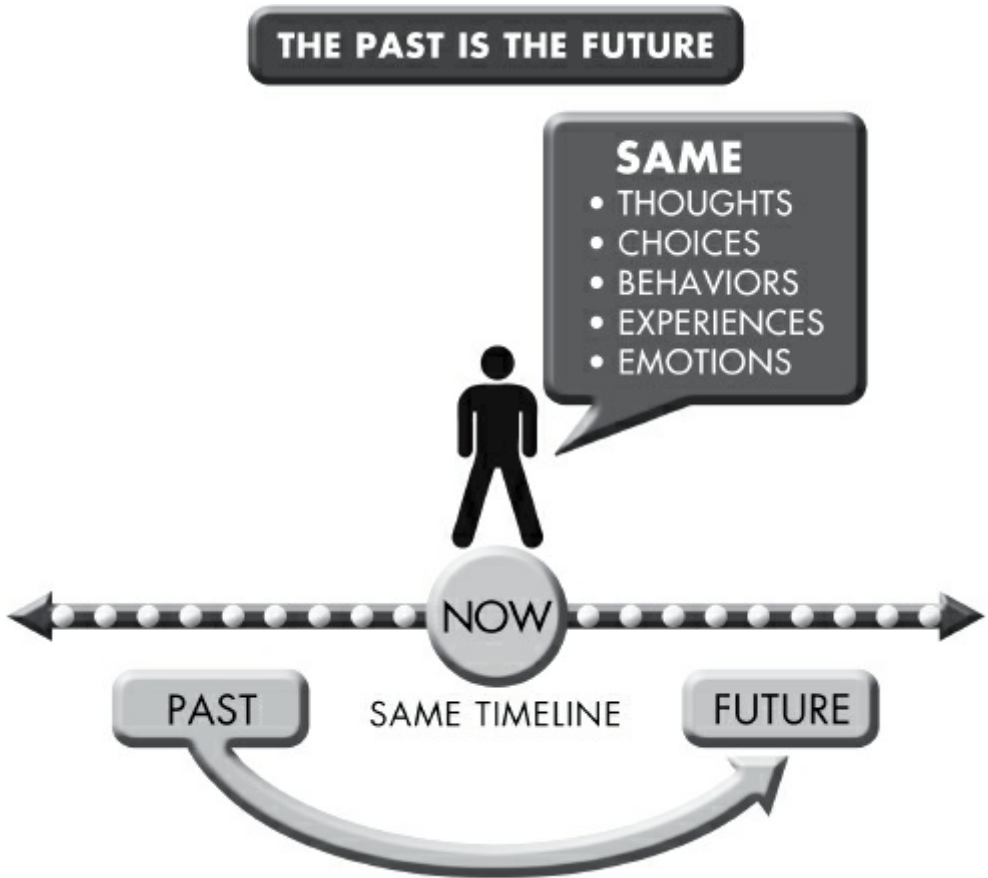 THE PAST IS THE FUTURE
SAME
• THOUGHTS
• CHOICES
• BEHAVIORS
• EXPERIENCES
• EMOTIONS
NOW
PAST
SAME TIMELINE
FUTURE